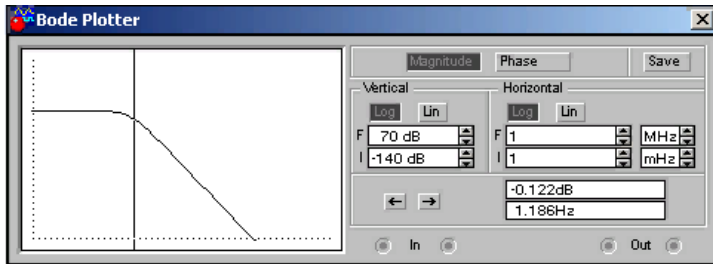 Bode Plotter
Magnitude Phase Save
Vertical Horizontal
Log Lin Log Lin
F 70 dB F 1 MHz
I -140 dB I 1 mHz
← →
-0.122dB
1.186Hz
In Out